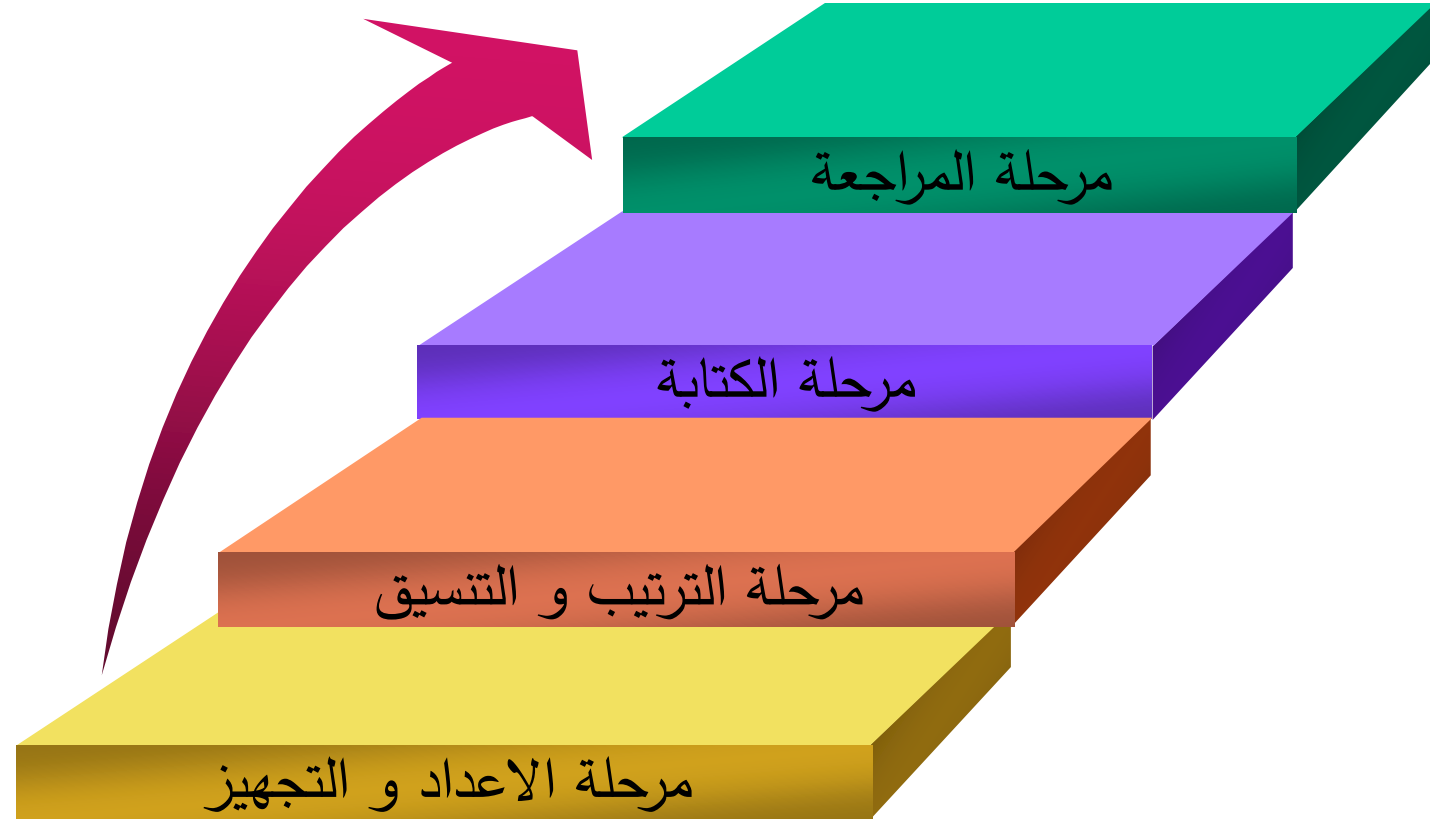 مرحلة المراجعة
مرحلة الكتابة
مرحلة الترتيب و التنسيق
مرحلة الاعداد و التجهيز